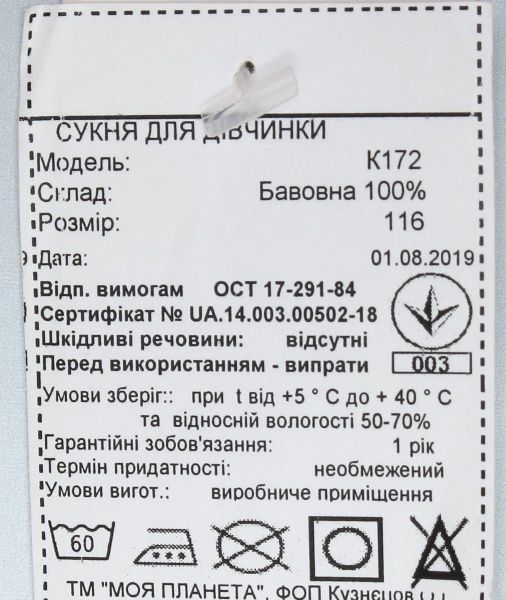 СУКНЯ ДЛЯ ДІВЧИНКИ
Модель: К172
Склад: Бавовна 100%
Розмір: 116
Дата: 01.08.2019
Відп. вимогам ОСТ 17-291-84
Сертифікат № UA.14.003.00502-18
Шкідливі речовини: відсутні
Перед використанням - випрати 003
Умови зберіг:: при t від +5 ° С до + 40 ° С
та відносній вологості 50-70%
Гарантійні зобов'язання: 1 рік
Термін придатності: необмежений
Умови вигот.: виробниче приміщення
60
ТМ "МОЯ ПЛАНЕТА", ФОП Кузнєцов